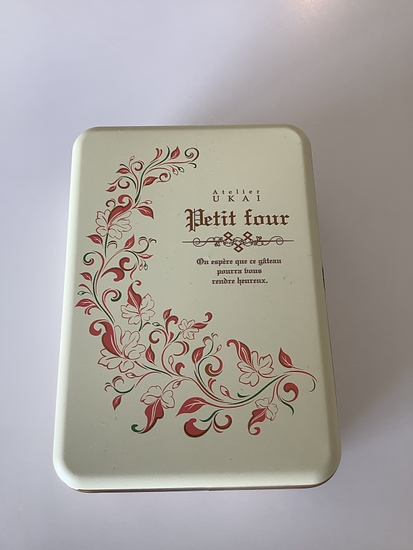 Atelier
UKAI
Petit four
On espère que ce gâteau
pourra vous
rendre heureux.